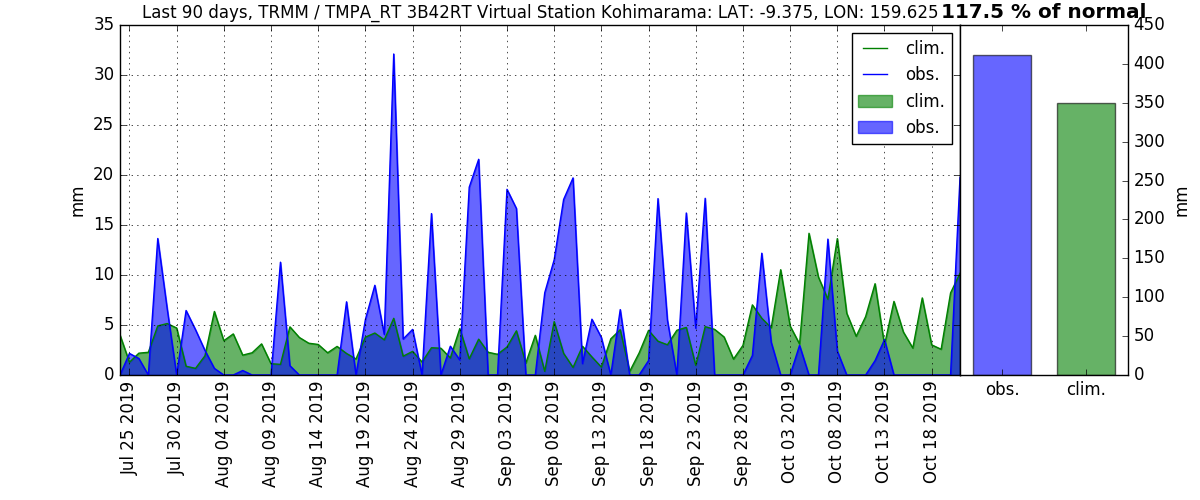 Last 90 days, TRMM / TMPA_RT 3B42RT Virtual Station Kohimarama: LAT: -9.375, LON: 159.625 117.5 % of normal
35
30
25
20
15
10
5
0
mm
clim.
obs.
clim.
obs.
450
400
350
300
250
200
150
100
50
0
mm
obs.
clim.
Jul 25 2019
Jul 30 2019
Aug 04 2019
Aug 09 2019
Aug 14 2019
Aug 19 2019
Aug 24 2019
Aug 29 2019
Sep 03 2019
Sep 08 2019
Sep 13 2019
Sep 18 2019
Sep 23 2019
Sep 28 2019
Oct 03 2019
Oct 08 2019
Oct 13 2019
Oct 18 2019